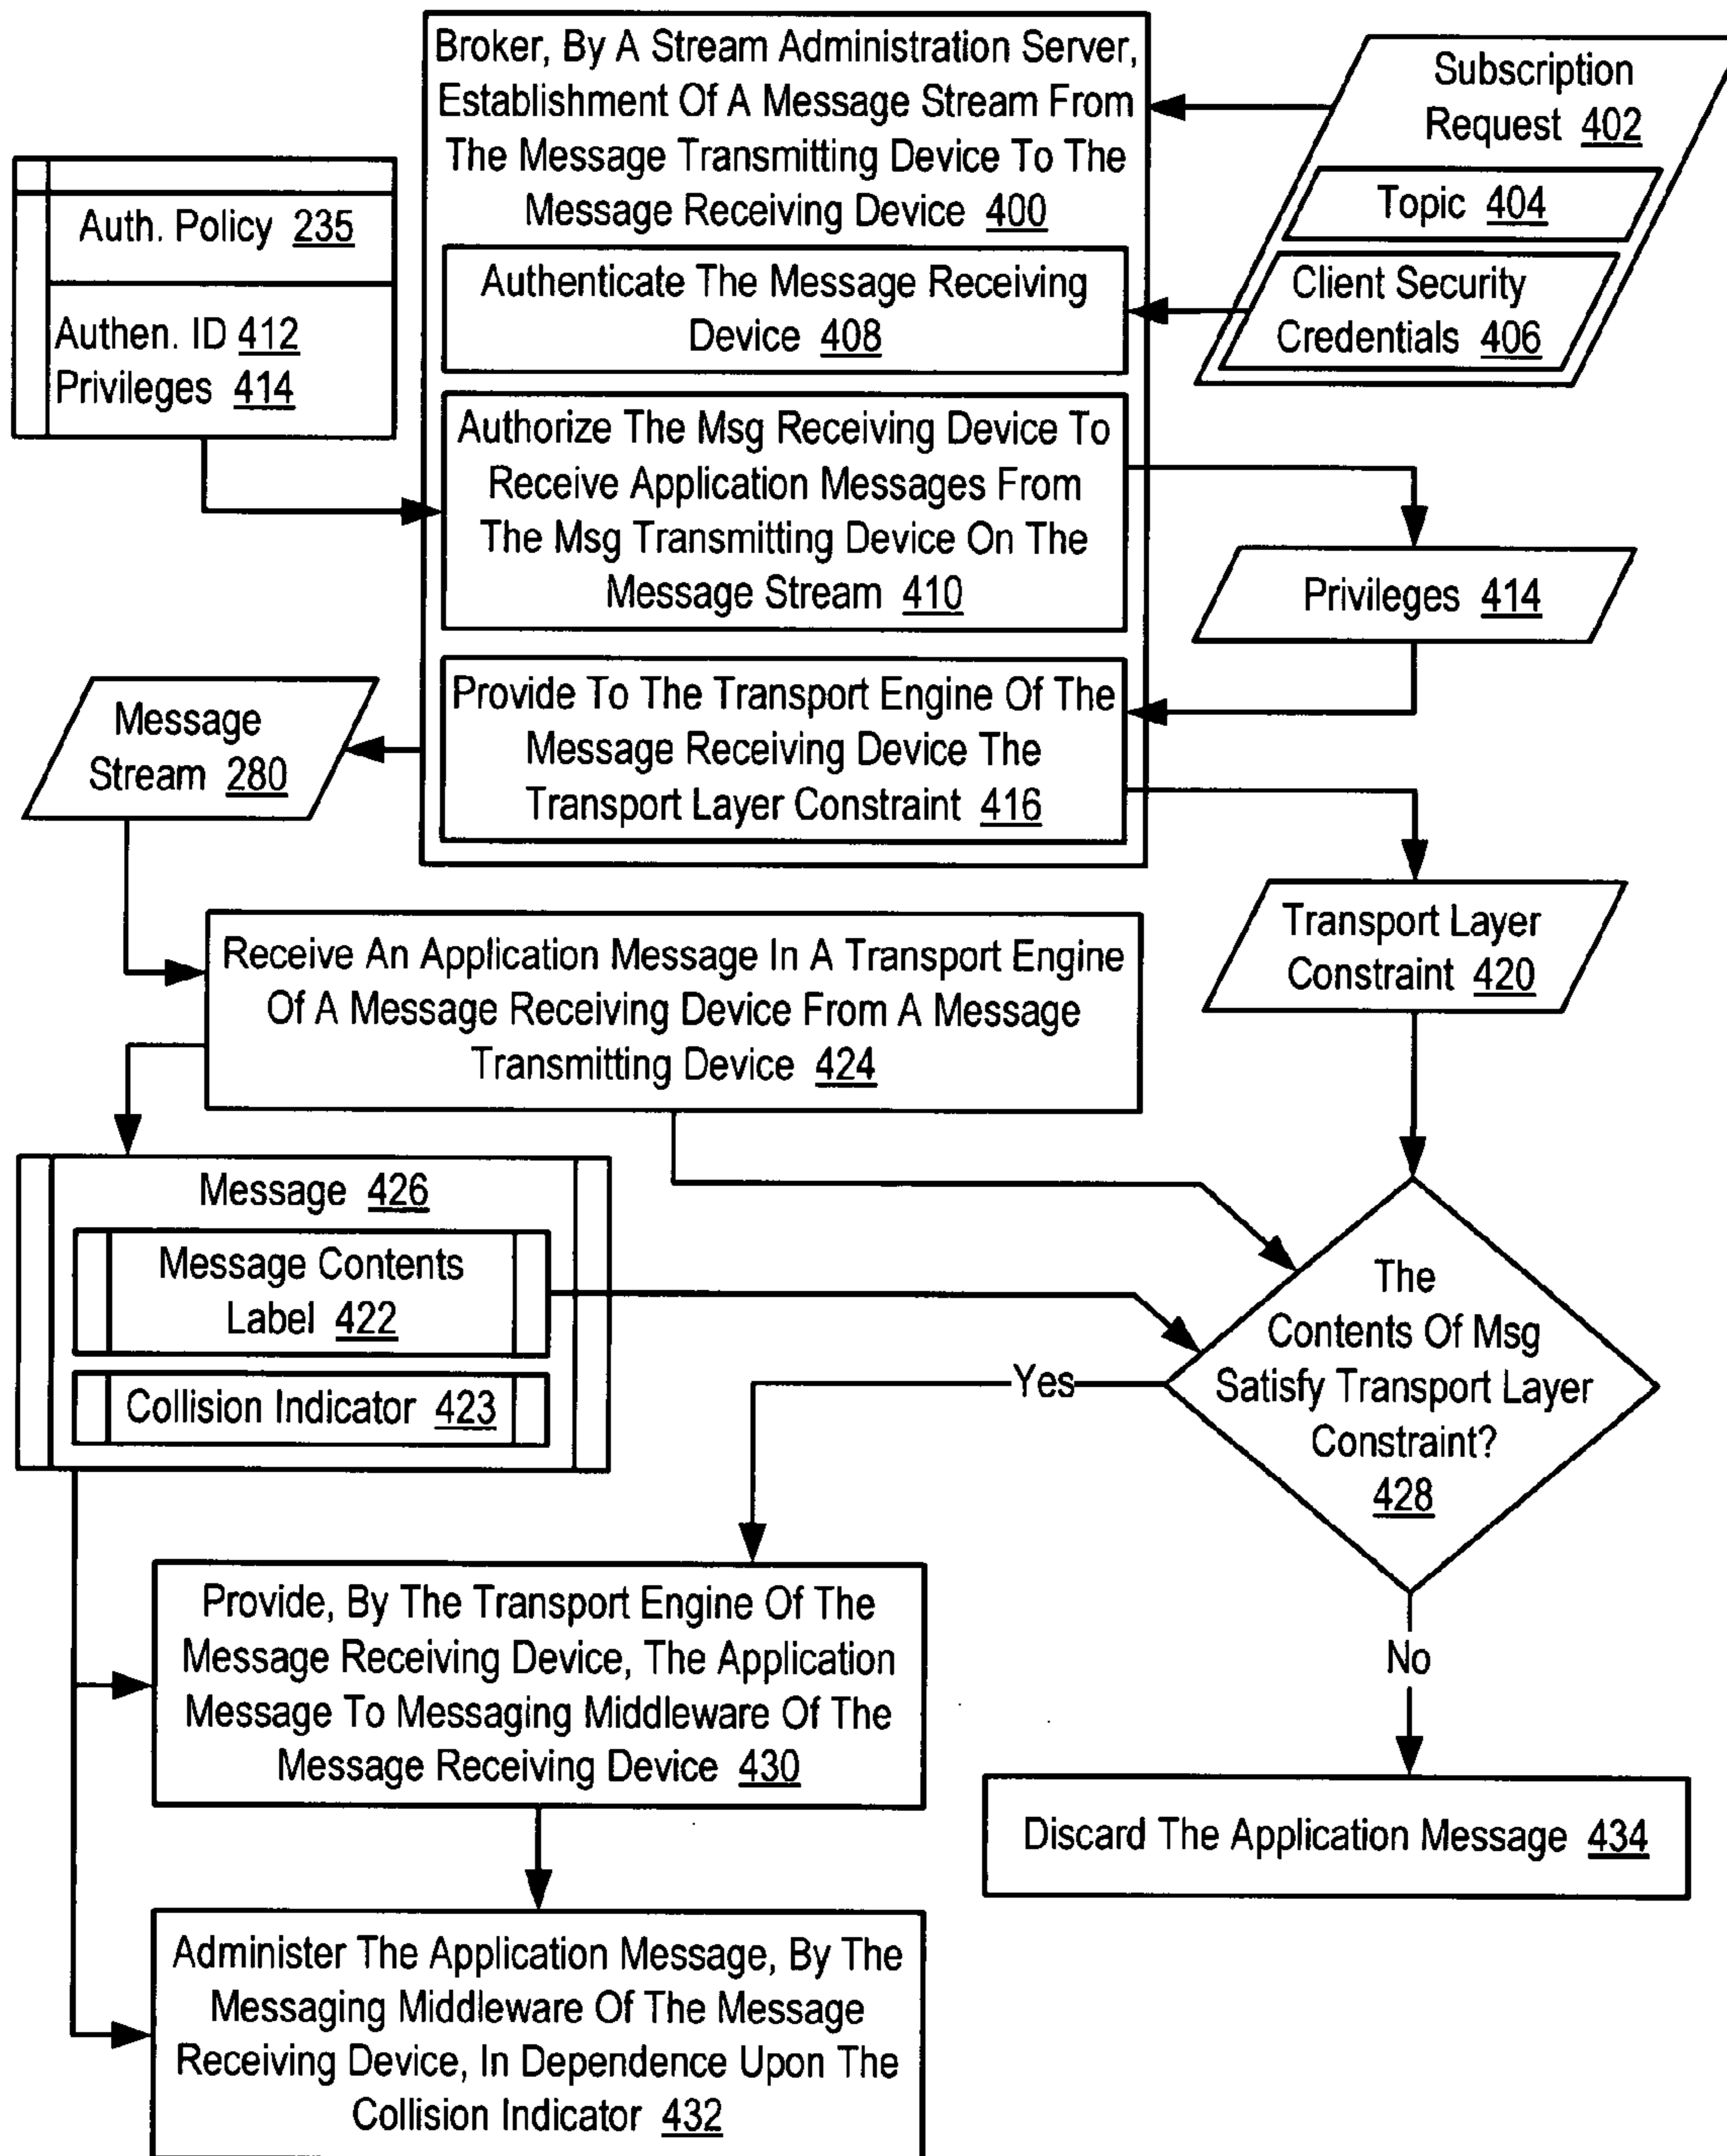 Broker, By A Stream Administration Server,
Establishment Of A Message Stream From
The Message Transmitting Device To The
Message Receiving Device 400
Subscription
Request 402
Topic 404
Client Security
Credentials 406
Auth. Policy 235
Authen. ID 412
Privileges 414
Authenticate The Message Receiving
Device 408
Authorize The Msg Receiving Device To
Receive Application Messages From
The Msg Transmitting Device On The
Message Stream 410
Privileges 414
Provide To The Transport Engine Of The
Message Receiving Device The
Transport Layer Constraint 416
Message
Stream 280
Transport Layer
Constraint 420
Receive An Application Message In A Transport Engine
Of A Message Receiving Device From A Message
Transmitting Device 424
Message 426
Message Contents
Label 422
Collision Indicator 423
The
Contents Of Msg
Satisfy Transport Layer
Constraint?
428
Yes
No
Provide, By The Transport Engine Of The
Message Receiving Device, The Application
Message To Messaging Middleware Of The
Message Receiving Device 430
Discard The Application Message 434
Administer The Application Message, By The
Messaging Middleware Of The Message
Receiving Device, In Dependence Upon The
Collision Indicator 432